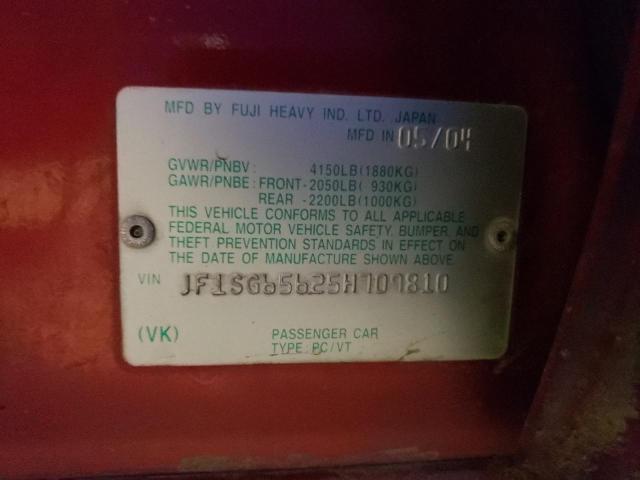 MFD BY FUJI HEAVY IND. LTD. JAPAN
MFD IN 05/04
GVWR/PNBV: 4150LB(1880KG)
GAWR/PNBE: FRONT-2050LB( 930KG)
REAR -2200LB(1000KG)
THIS VEHICLE CONFORMS TO ALL APPLICABLE
FEDERAL MOTOR VEHICLE SAFETY, BUMPER, AND
THEFT PREVENTION STANDARDS IN EFFECT ON
THE DATE OF MANUFACTURE SHOWN ABOVE.
VIN JF1SG65625H709810
(VK) PASSENGER CAR
TYPE PC/VT